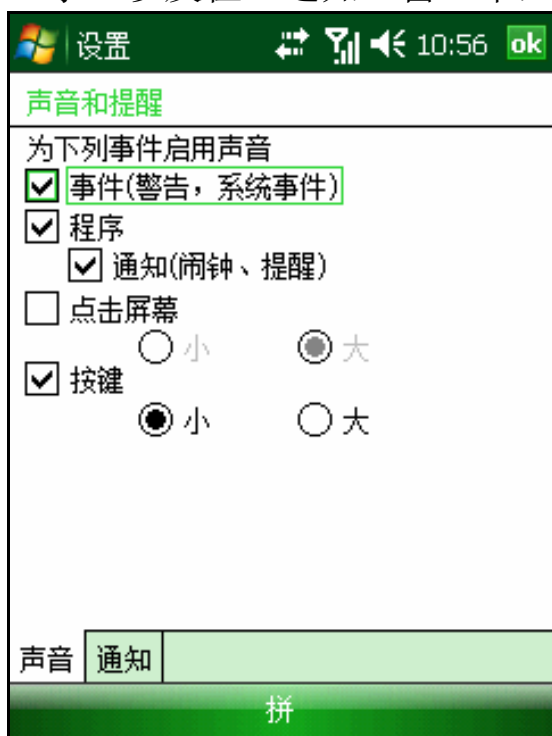 设置 10:56 ok
声音和提醒
为下列事件启用声音
事件(警告，系统事件)
程序
通知(闹钟、提醒)
点击屏幕
小 大
按键
小 大
声音 通知
拼